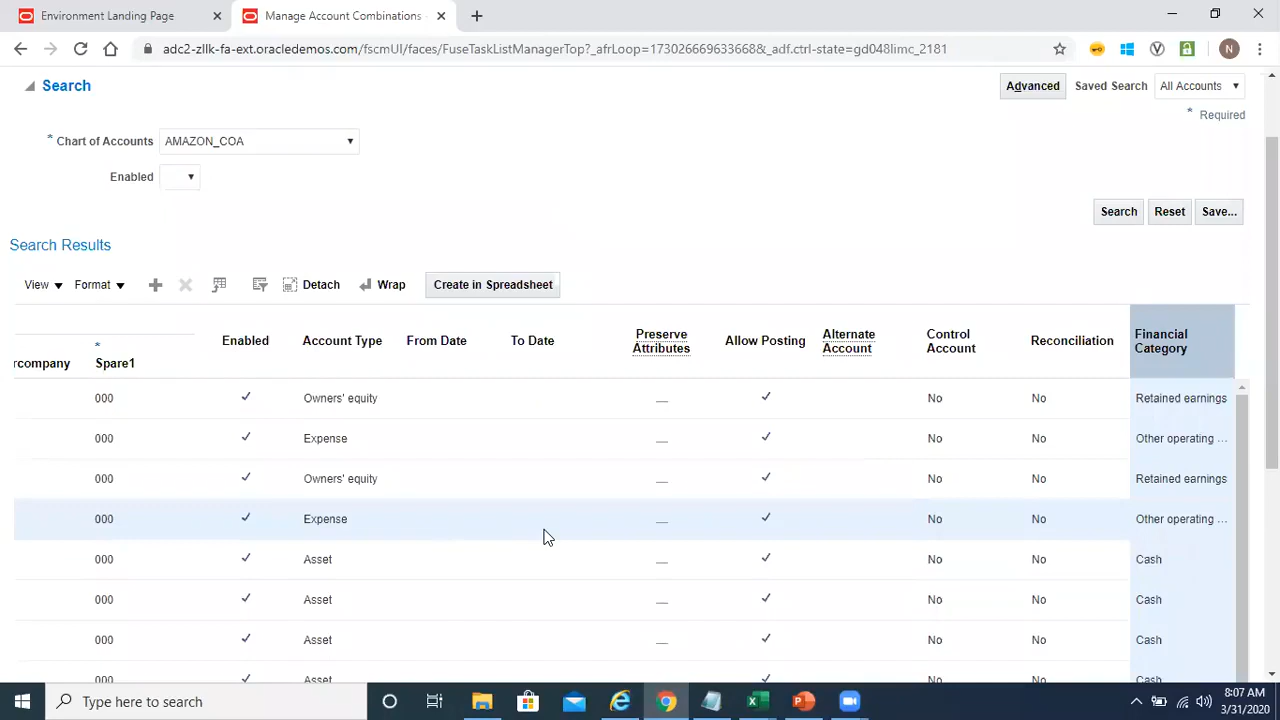 Environment Landing Page
Manage Account Combinations -
adc2-zllk-fa-ext.oracledemos.com/fscmUI/faces/FuseTaskListManagerTop?_afrLoop=173026669633668&_adf.ctrl-state=gd048limc_2181
N
Search
Advanced Saved Search All Accounts
* Required
* Chart of Accounts AMAZON_COA
Enabled
Search Reset Save...
Search Results
View Format Detach Wrap Create in Spreadsheet
rcompany * Spare1 Enabled Account Type From Date To Date Preserve Attributes Allow Posting Alternate Account Control Account Reconciliation Financial Category
000 Owners' equity No No Retained earnings
000 Expense No No Other operating ...
000 Owners' equity No No Retained earnings
000 Expense No No Other operating ...
000 Asset No No Cash
000 Asset No No Cash
000 Asset No No Cash
000 Asset No No Cash
Type here to search
8:07 AM
3/31/2020